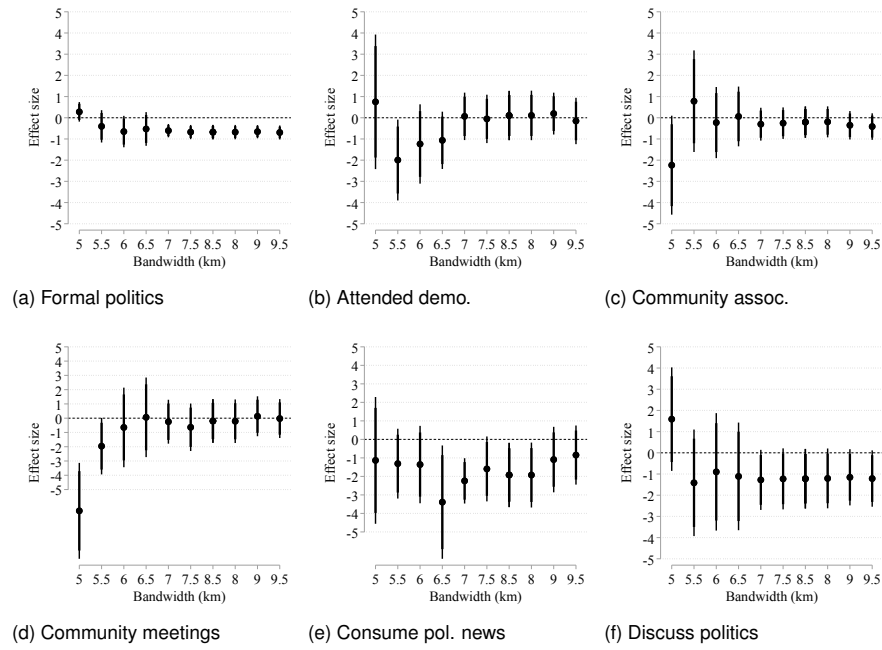 5
4
3
2
1
0
-1
-2
-3
-4
-5
Effect size
5 5.5 6 6.5 7 7.5 8.5 8 9 9.5
Bandwidth (km)
(a) Formal politics
5
4
3
2
1
0
-1
-2
-3
-4
-5
Effect size
5 5.5 6 6.5 7 7.5 8.5 8 9 9.5
Bandwidth (km)
(b) Attended demo.
5
4
3
2
1
0
-1
-2
-3
-4
-5
Effect size
5 5.5 6 6.5 7 7.5 8.5 8 9 9.5
Bandwidth (km)
(c) Community assoc.
5
4
3
2
1
0
-1
-2
-3
-4
-5
Effect size
5 5.5 6 6.5 7 7.5 8.5 8 9 9.5
Bandwidth (km)
(d) Community meetings
5
4
3
2
1
0
-1
-2
-3
-4
-5
Effect size
5 5.5 6 6.5 7 7.5 8.5 8 9 9.5
Bandwidth (km)
(e) Consume pol. news
5
4
3
2
1
0
-1
-2
-3
-4
-5
Effect size
5 5.5 6 6.5 7 7.5 8.5 8 9 9.5
Bandwidth (km)
(f) Discuss politics